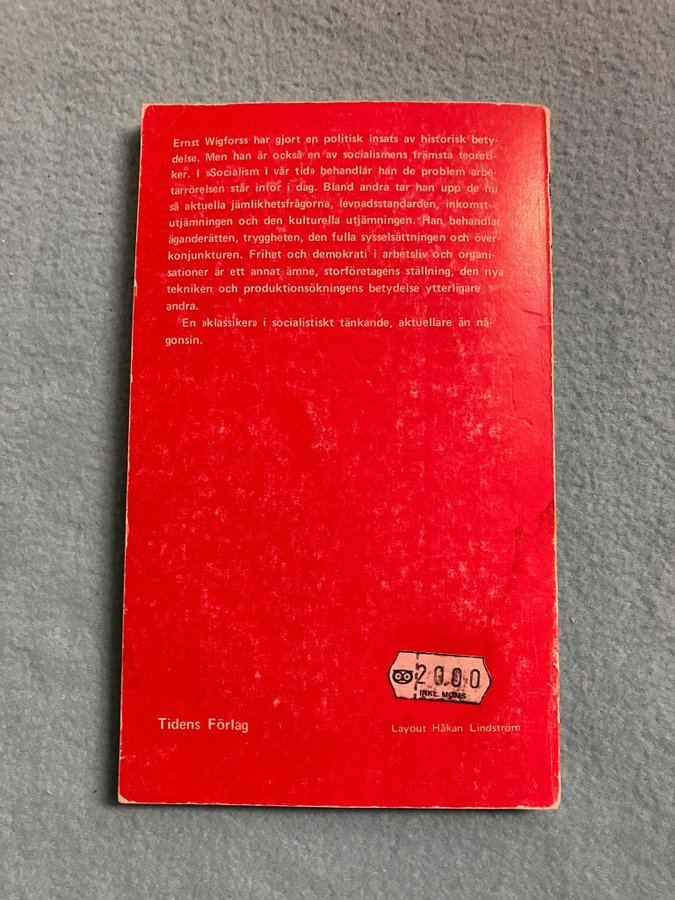 Ernst Wigforss har gjort en politisk insats av historisk bety-
delse. Men han är också en av socialismens främsta teoreti-
ker. I »Socialism i vår tid» behandlar han de problem arbe-
tarrörelsen står inför i dag. Bland andra tar han upp de nu
så aktuella jämlikhetsfrågorna, levnadsstandarden, inkomst-
utjämningen och den kulturella utjämningen. Han behandlar
äganderätten, tryggheten, den fulla sysselsättningen och över-
konjunkturen. Frihet och demokrati i arbetsliv och organi-
sationer är ett annat ämne, storföretagens ställning, den nya
tekniken och produktionsökningens betydelse ytterligare
andra.
En »klassiker» i socialistiskt tänkande, aktuellare än nå-
gonsin.
20.00
INKL. MOMS
Tidens Förlag
Layout Håkan Lindström